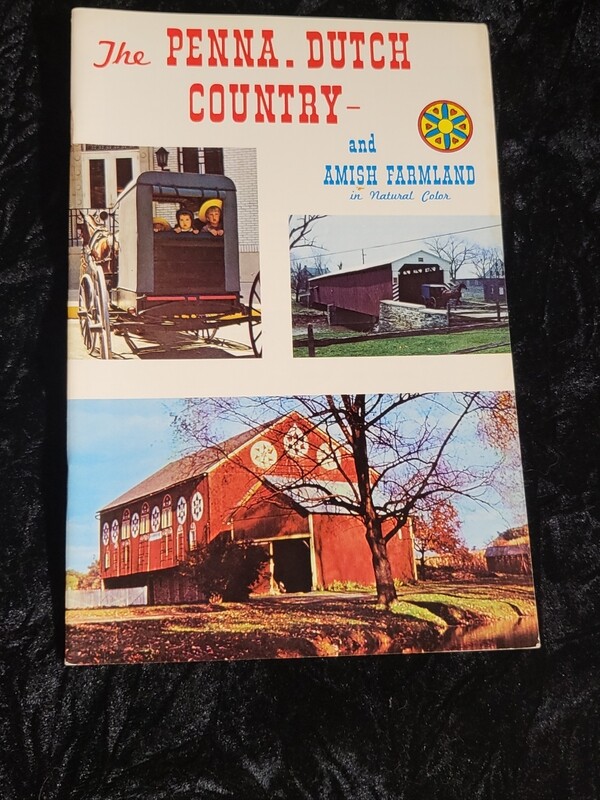 The PENNA. DUTCH
COUNTRY-
and
AMISH FARMLAND
in Natural Color